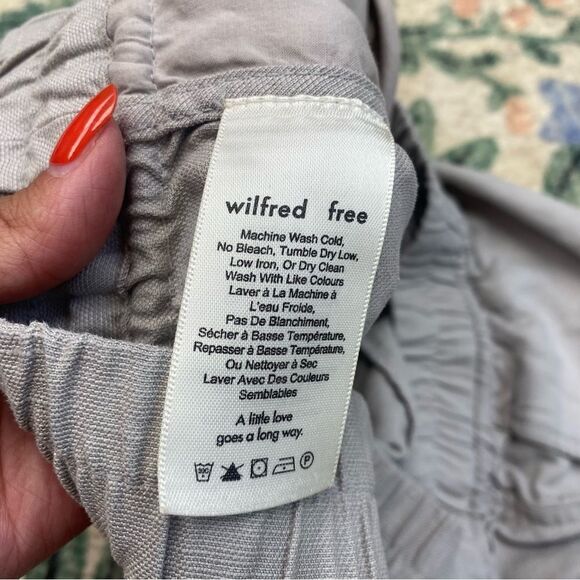 wilfred free
Machine Wash Cold,
No Bleach, Tumble Dry Low,
Low Iron, Or Dry Clean
Wash With Like Colours
Laver à La Machine à
L'eau Froide,
Pas De Blanchiment,
Sécher à Basse Température,
Repasser à Basse Température,
Ou Nettoyer à Sec
Laver Avec Des Couleurs
Semblables
A little love
goes a long way.
30C P